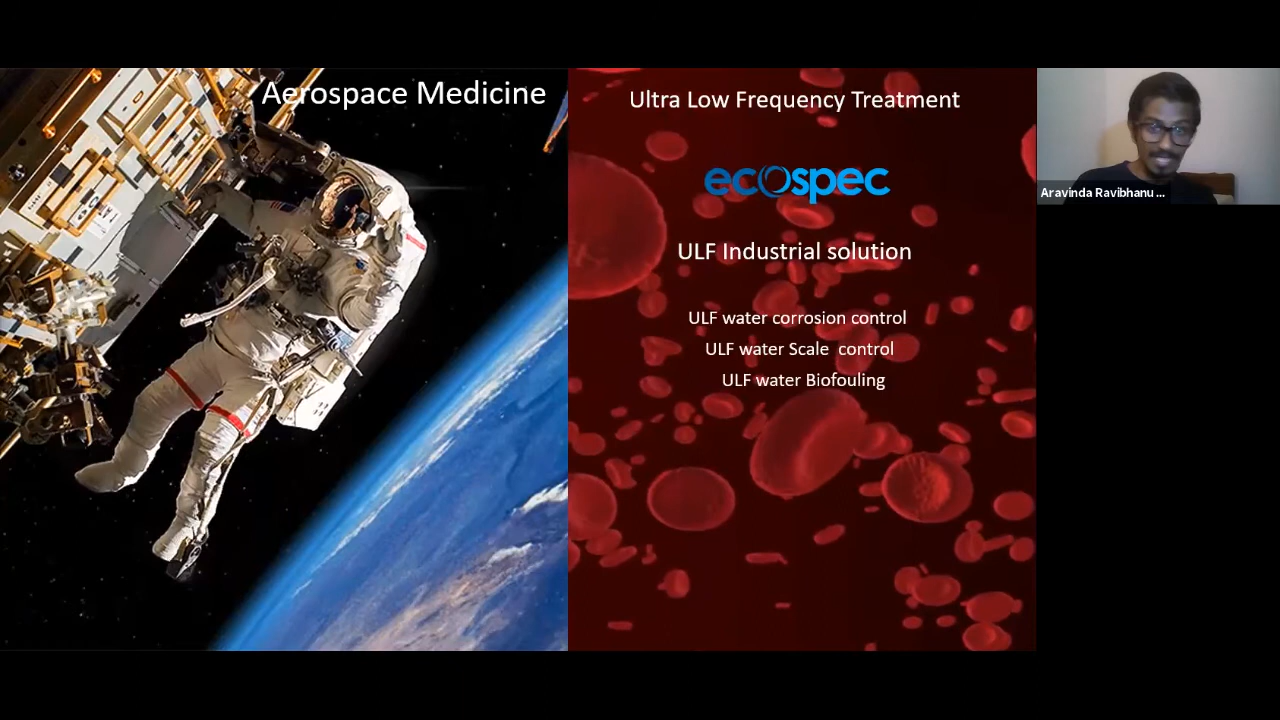 Aerospace Medicine
Ultra Low Frequency Treatment
ecospec
ULF Industrial solution
ULF water corrosion control
ULF water Scale control
ULF water Biofouling
Aravinda Ravibhanu ...